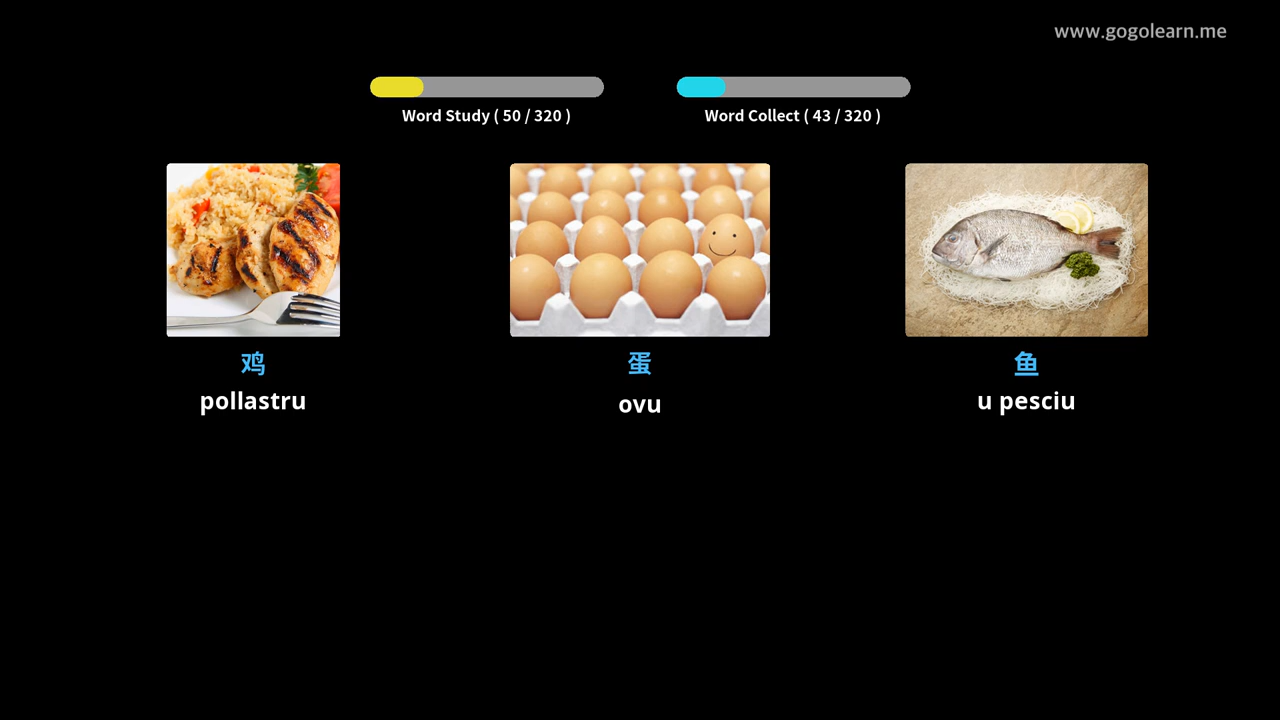 www.gogolearn.me
Word Study ( 50 / 320 )
Word Collect ( 43 / 320 )
鸡
蛋
鱼
pollastru
ovu
u pesciu